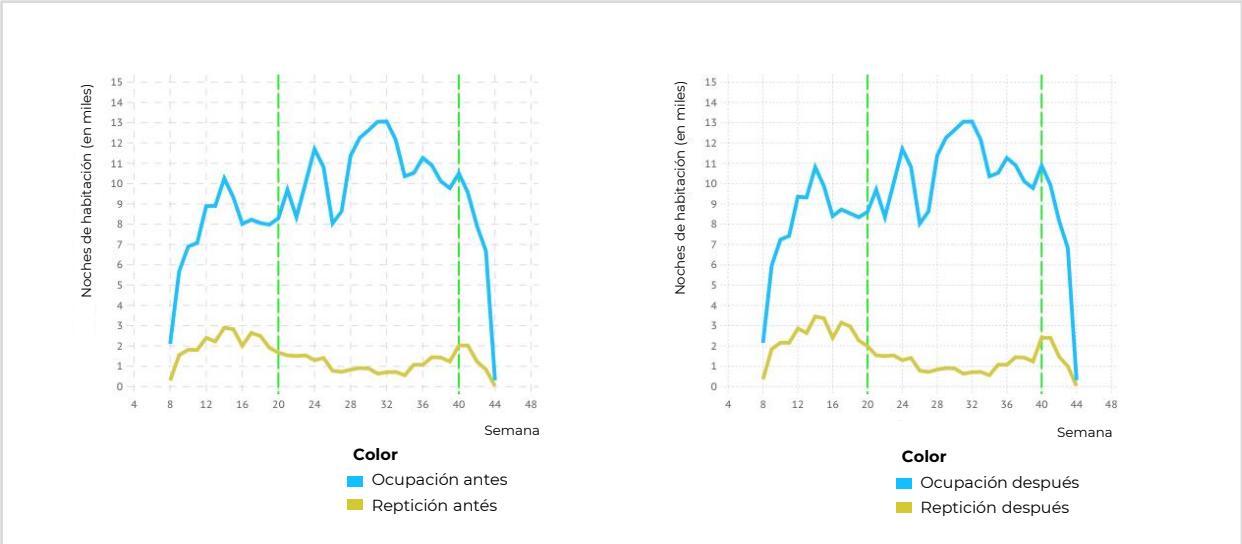 Noches de habitación (en miles)
15
14
13
12
11
10
9
8
7
6
5
4
3
2
1
0
4 8 12 16 20 24 28 32 36 40 44 48
Semana
Color
Ocupación antes
Reptición antés
Noches de habitación (en miles)
15
14
13
12
11
10
9
8
7
6
5
4
3
2
1
0
4 8 12 16 20 24 28 32 36 40 44 48
Semana
Color
Ocupación después
Reptición después